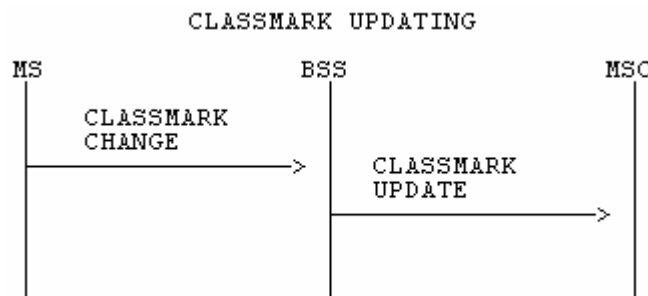 CLASSMARK UPDATING
MS BSS MSC
CLASSMARK
CHANGE
CLASSMARK
UPDATE